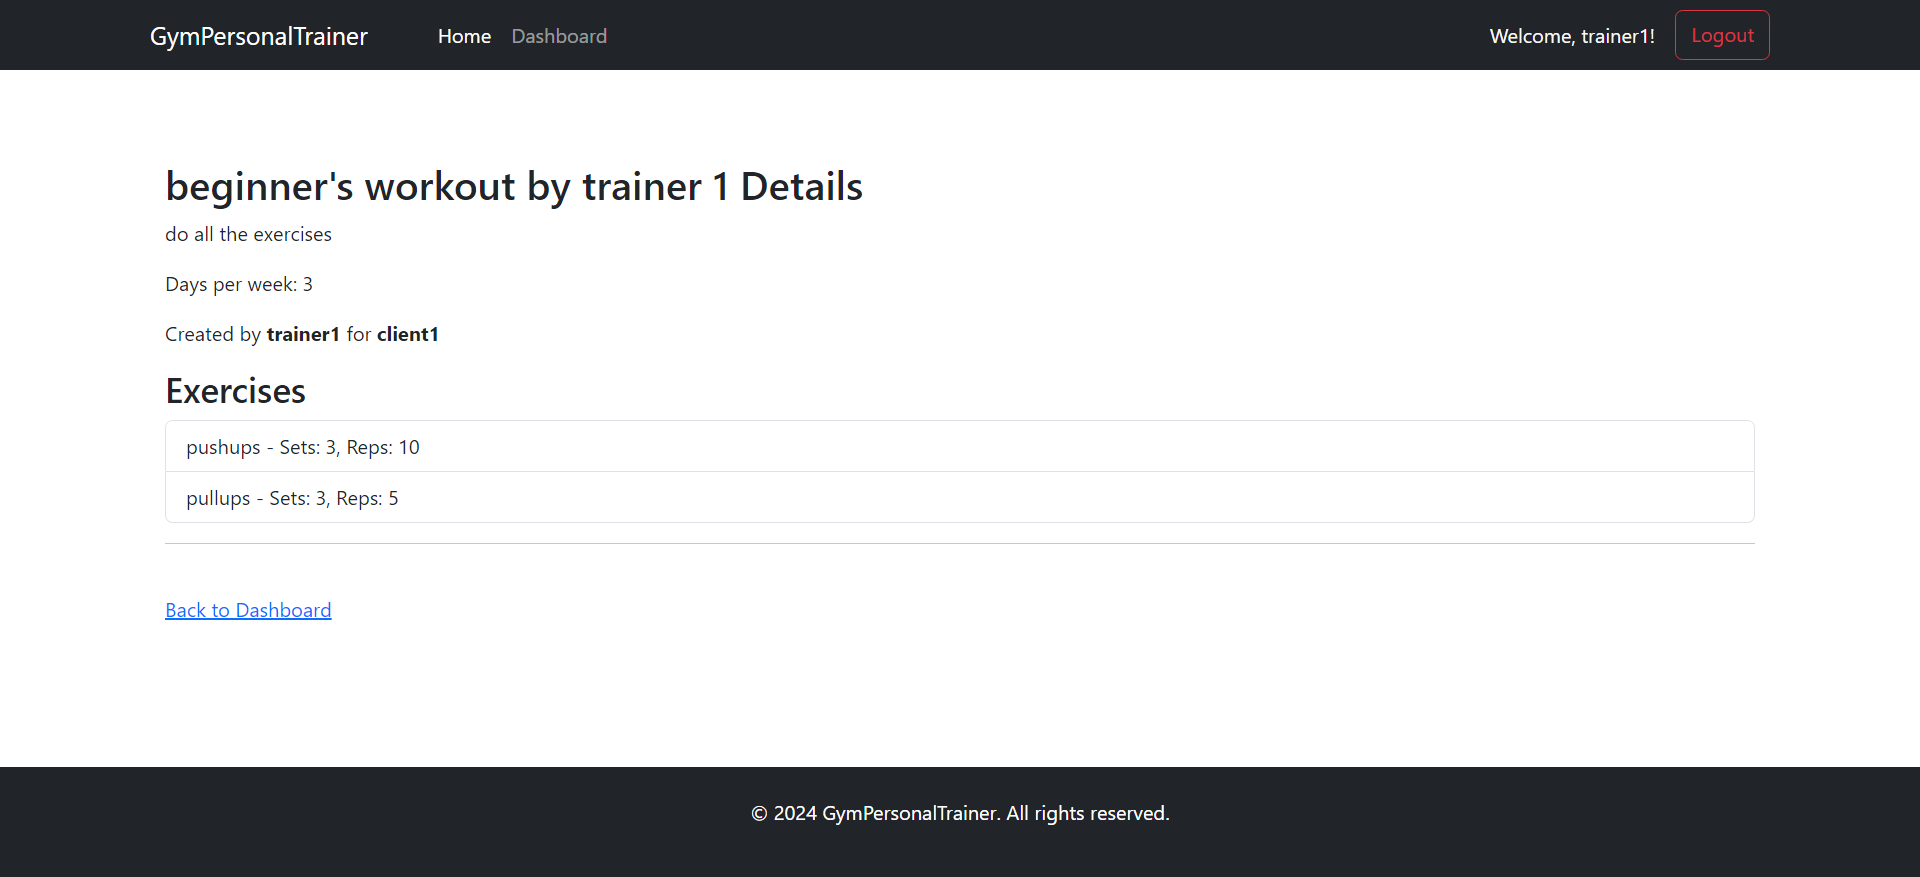 GymPersonalTrainer Home Dashboard Welcome, trainer1! Logout
beginner's workout by trainer 1 Details
do all the exercises
Days per week: 3
Created by trainer1 for client1
Exercises
pushups - Sets: 3, Reps: 10
pullups - Sets: 3, Reps: 5
Back to Dashboard
© 2024 GymPersonalTrainer. All rights reserved.